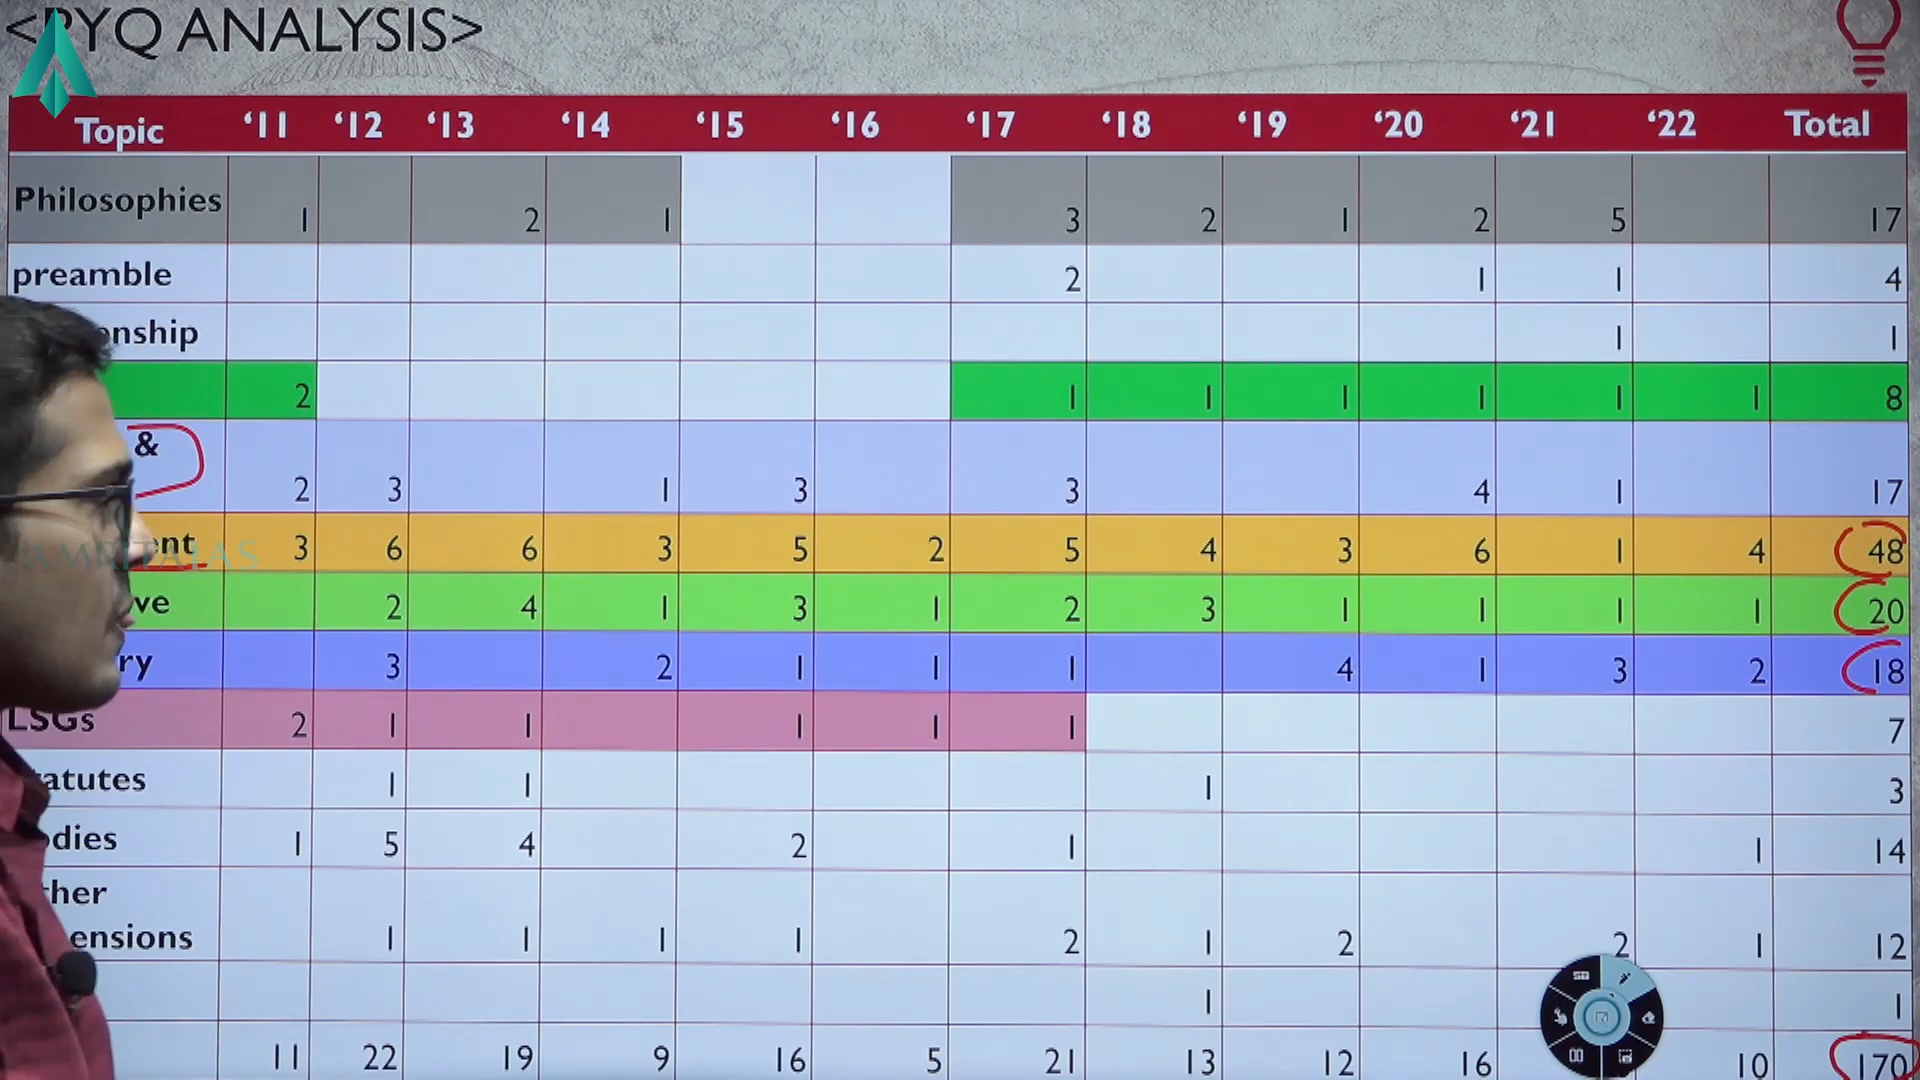 <PYQ ANALYSIS>
Topic ‘11 ‘12 ‘13 ‘14 ‘15 ‘16 ‘17 ‘18 ‘19 ‘20 ‘21 ‘22 Total
Philosophies 1 2 1 3 2 1 2 5 17
preamble 2 1 1 4
onship 1 1
2 1 1 1 1 1 1 8
& 2 3 1 3 3 4 1 17
ent 3 6 6 3 5 2 5 4 3 6 1 4 48
AMRITA IAS
ve 2 4 1 3 1 2 3 1 1 1 1 20
ry 3 2 1 1 1 4 1 3 2 18
LSGs 2 1 1 1 1 1 7
atutes 1 1 1 3
odies 1 5 4 2 1 1 14
ther
ensions 1 1 1 1 2 1 2 2 1 12
1 1
11 22 19 9 16 5 21 13 12 16 10 170